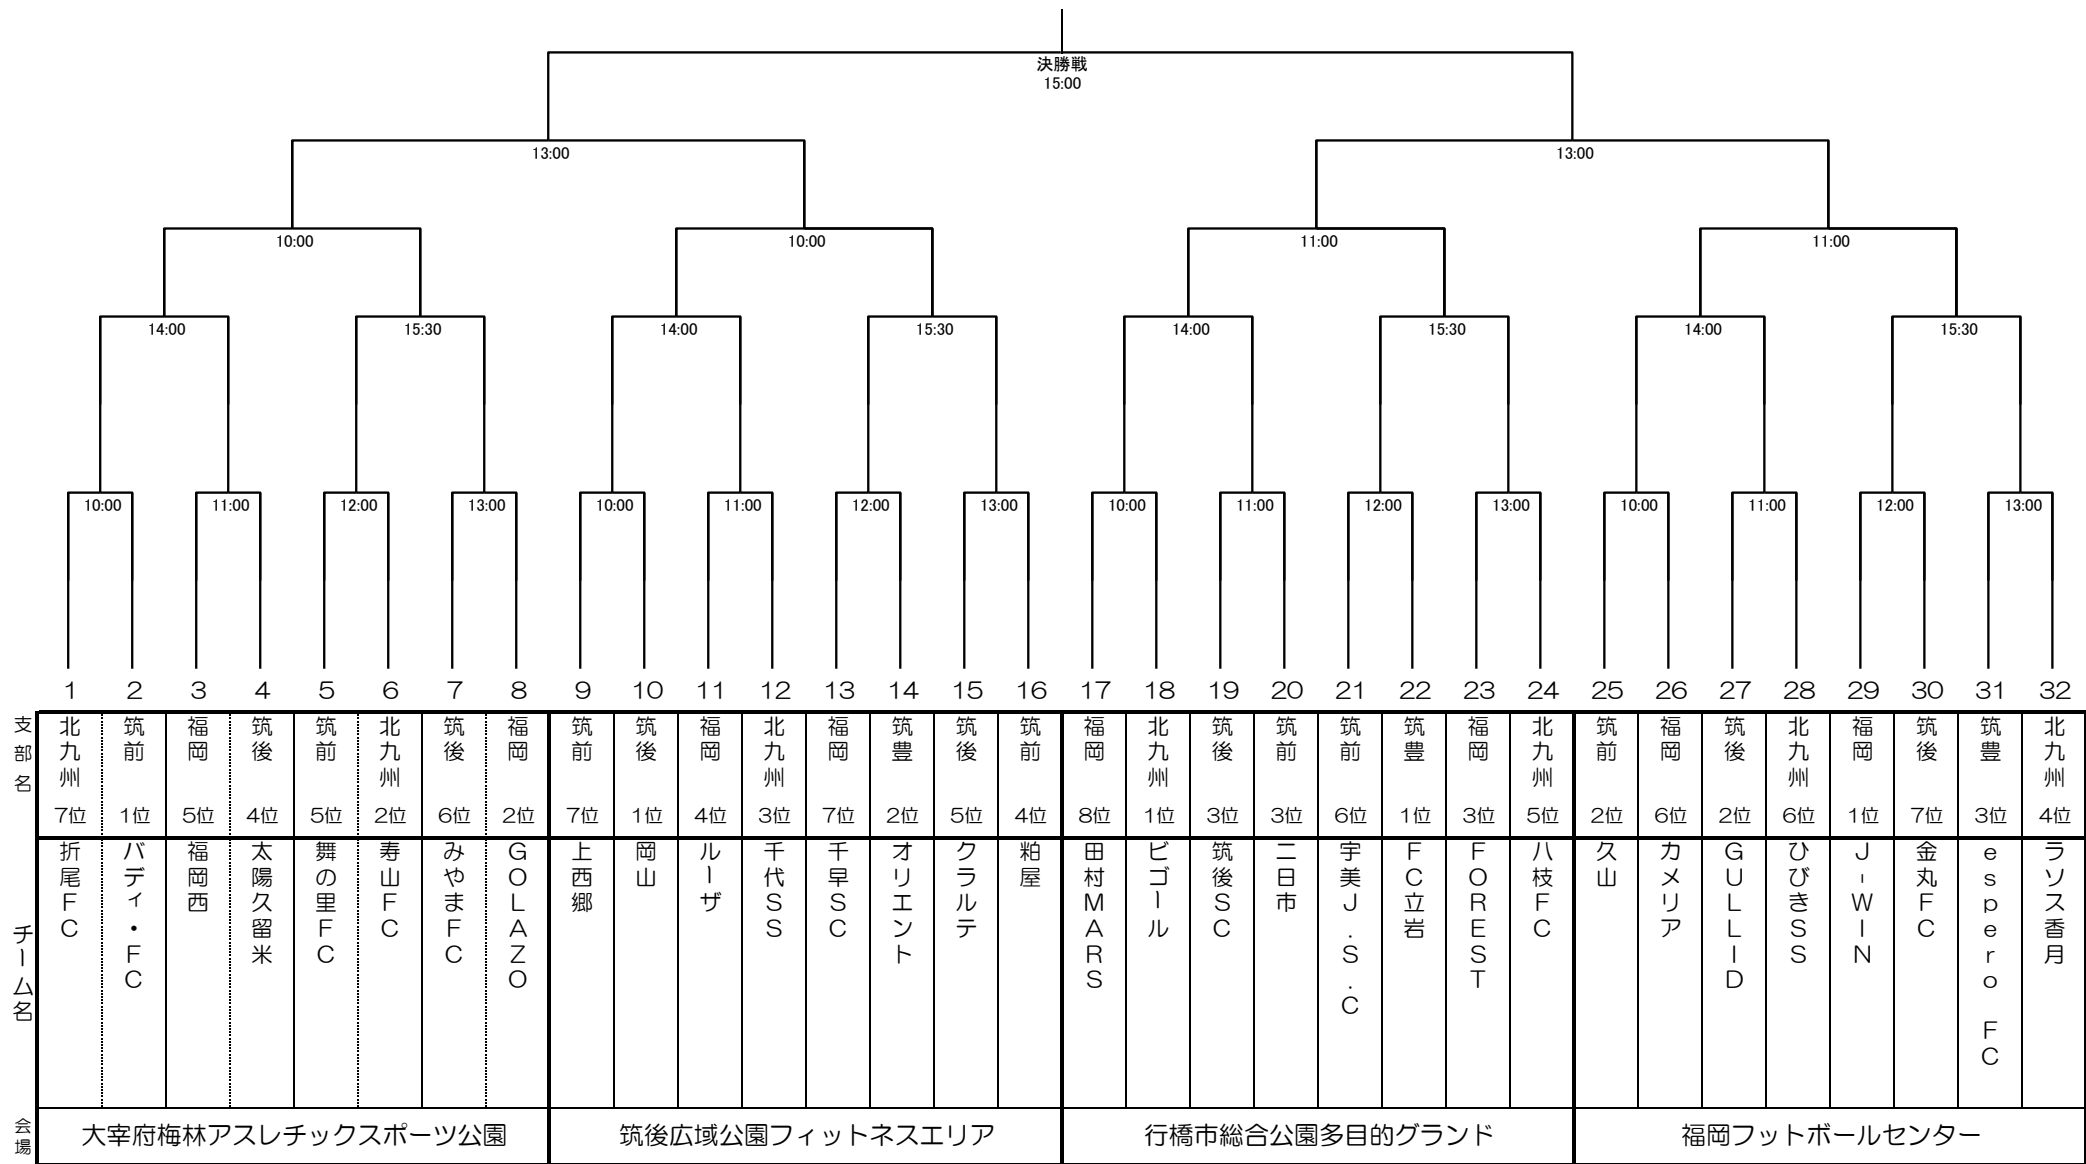 決勝戦
15:00
13:00 13:00
10:00 10:00 11:00 11:00
14:00 15:30 14:00 15:30 14:00 15:30 14:00 15:30
10:00 11:00 12:00 13:00 10:00 11:00 12:00 13:00 10:00 11:00 12:00 13:00 10:00 11:00 12:00 13:00
1 2 3 4 5 6 7 8 9 10 11 12 13 14 15 16 17 18 19 20 21 22 23 24 25 26 27 28 29 30 31 32
支部名 北九州 筑前 福岡 筑後 筑前 北九州 筑後 福岡 筑前 筑後 福岡 北九州 福岡 筑豊 筑後 筑前 福岡 北九州 筑後 筑前 筑前 筑豊 福岡 北九州 筑前 福岡 筑後 北九州 福岡 筑後 筑豊 北九州
7位 1位 5位 4位 5位 2位 6位 2位 7位 1位 4位 3位 7位 2位 5位 4位 8位 1位 3位 3位 6位 1位 3位 5位 2位 6位 2位 6位 1位 7位 3位 4位
チーム名
折尾FC
バディ・FC
福岡西
太陽久留米
舞の里FC
寿山FC
みやまFC
GOLAZO
上西郷
岡山
ルーザ
千代SS
千早SC
オリエント
クラルテ
粕屋
田村MARS
ビゴール
筑後SC
二日市
宇美J.S.C
FC立岩
FOREST
八枝FC
久山
カメリア
GULLID
ひびきSS
J-WIN
金丸FC
espero FC
ラソス香月
会場 大宰府梅林アスレチックスポーツ公園 筑後広域公園フィットネスエリア 行橋市総合公園多目的グランド 福岡フットボールセンター